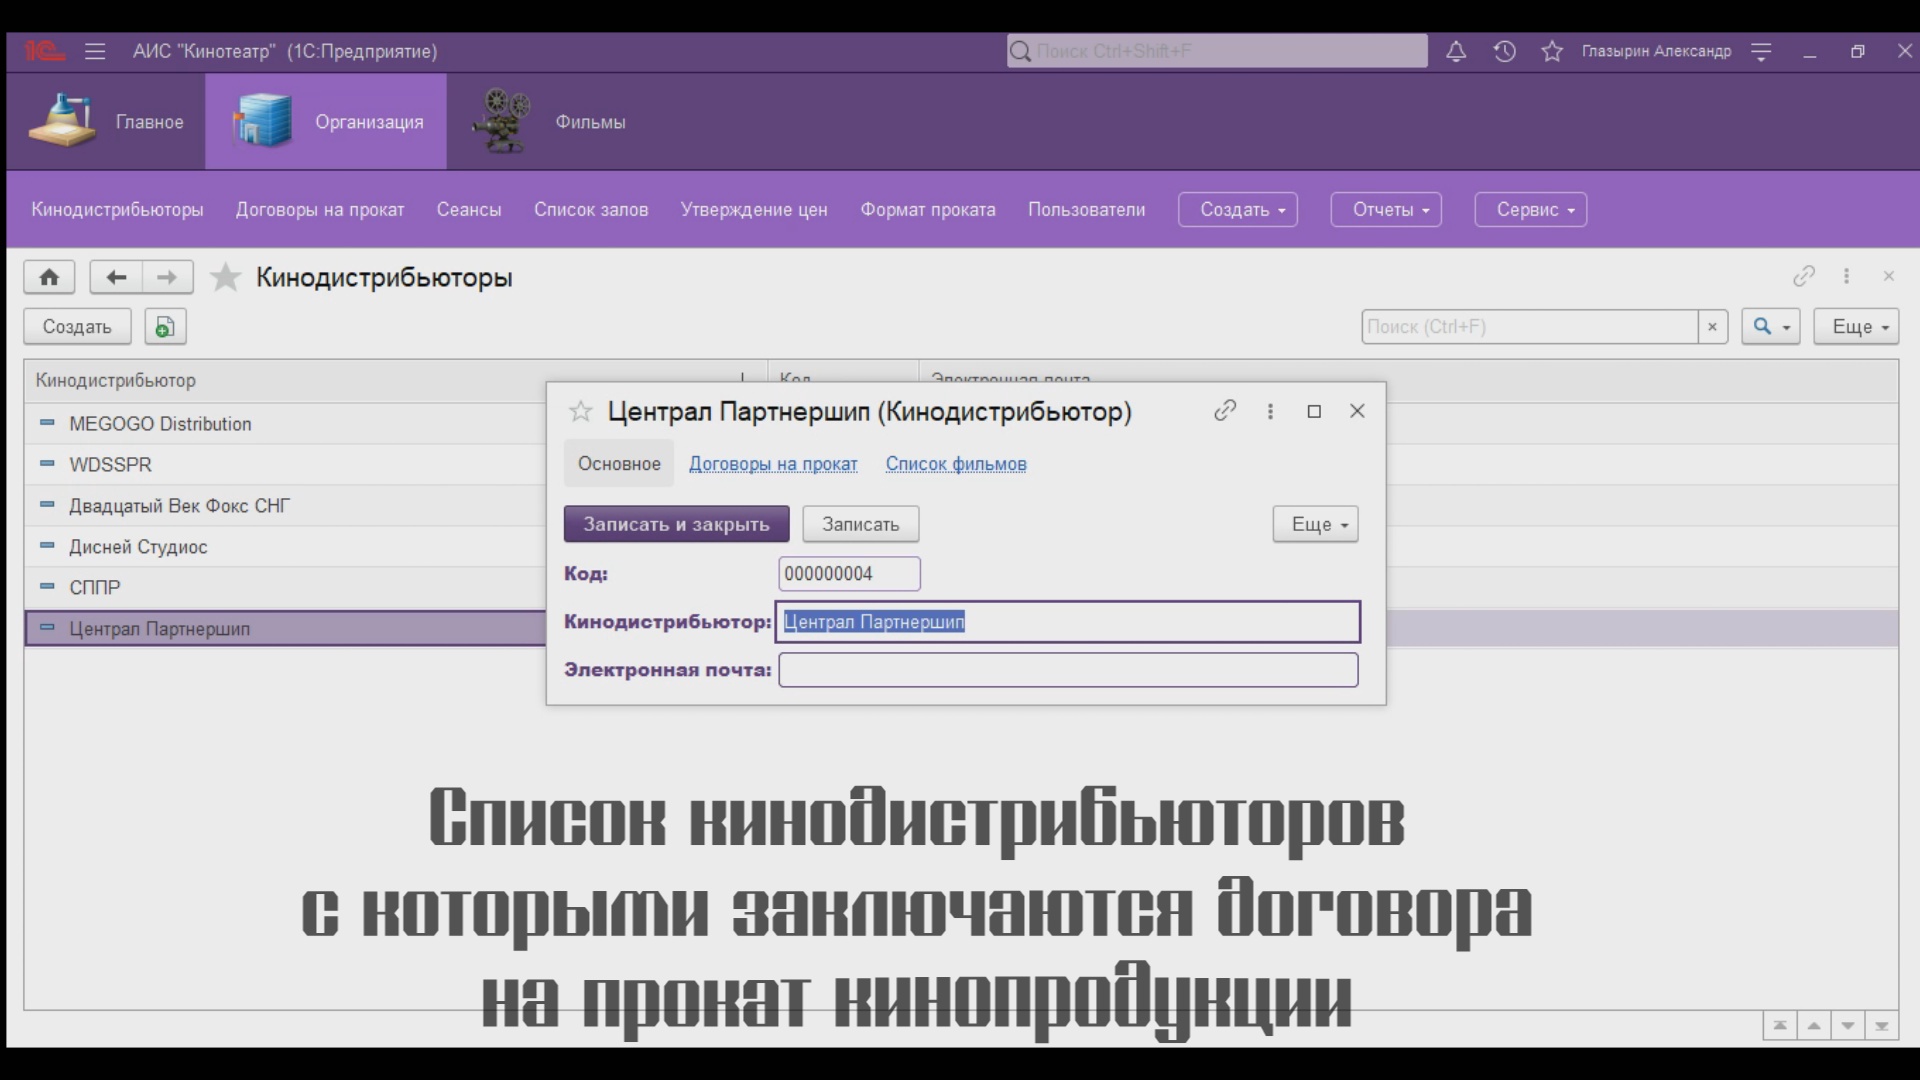 1С АИС "Кинотеатр" (1С:Предприятие) Поиск Ctrl+Shift+F Глазырин Александр
Главное Организация Фильмы
Кинодистрибьюторы Договоры на прокат Сеансы Список залов Утверждение цен Формат проката Пользователи Создать Отчеты Сервис
Кинодистрибьюторы
Создать Поиск (Ctrl+F) × Еще
Кинодистрибьютор Код Электронная почта
MEGOGO Distribution
WDSSPR
Двадцатый Век Фокс СНГ
Дисней Студиос
СППР
Централ Партнершип
Централ Партнершип (Кинодистрибьютор)
Основное Договоры на прокат Список фильмов
Записать и закрыть Записать Еще
Код: 000000004
Кинодистрибьютор: Централ Партнершип
Электронная почта:
Список кинодистрибьюторов
с которыми заключаются договора
на прокат кинопродукции